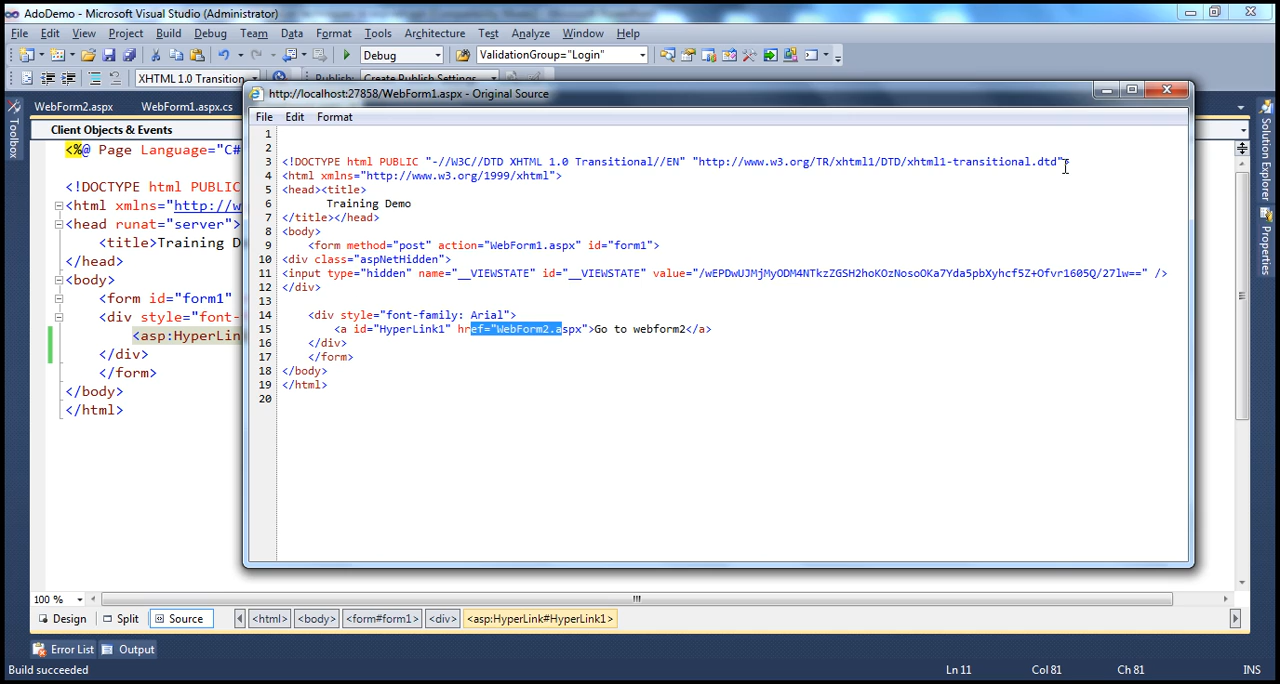 AdoDemo - Microsoft Visual Studio (Administrator)
File Edit View Project Build Debug Team Data Format Tools Architecture Test Analyze Window Help
Debug ValidationGroup="Login"
XHTML 1.0 Transition Publish: Create Publish Settings
WebForm2.aspx WebForm1.aspx.cs
Toolbox
Client Objects & Events
<%@ Page Language="C#
<!DOCTYPE html PUBLIC
<html xmlns="http://w
<head runat="server">
<title>Training D
</head>
<body>
<form id="form1"
<div style="font-
<asp:HyperLin
</div>
</form>
</body>
</html>
http://localhost:27858/WebForm1.aspx - Original Source
File Edit Format
1
2
3 <!DOCTYPE html PUBLIC "-//W3C//DTD XHTML 1.0 Transitional//EN" "http://www.w3.org/TR/xhtml1/DTD/xhtml1-transitional.dtd">
4 <html xmlns="http://www.w3.org/1999/xhtml">
5 <head><title>
6 Training Demo
7 </title></head>
8 <body>
9 <form method="post" action="WebForm1.aspx" id="form1">
10 <div class="aspNetHidden">
11 <input type="hidden" name="__VIEWSTATE" id="__VIEWSTATE" value="/wEPDwUJMjMyODM4NTkzZGSH2hoKOzNosoOKa7Yda5pbXyhcf5Z+Ofvr1605Q/27lw==" />
12 </div>
13
14 <div style="font-family: Arial">
15 <a id="HyperLink1" href="WebForm2.aspx">Go to webform2</a>
16 </div>
17 </form>
18 </body>
19 </html>
20
Solution Explorer
Properties
100 %
Design Split Source <html> <body> <form#form1> <div> <asp:HyperLink#HyperLink1>
Error List Output
Build succeeded Ln 11 Col 81 Ch 81 INS